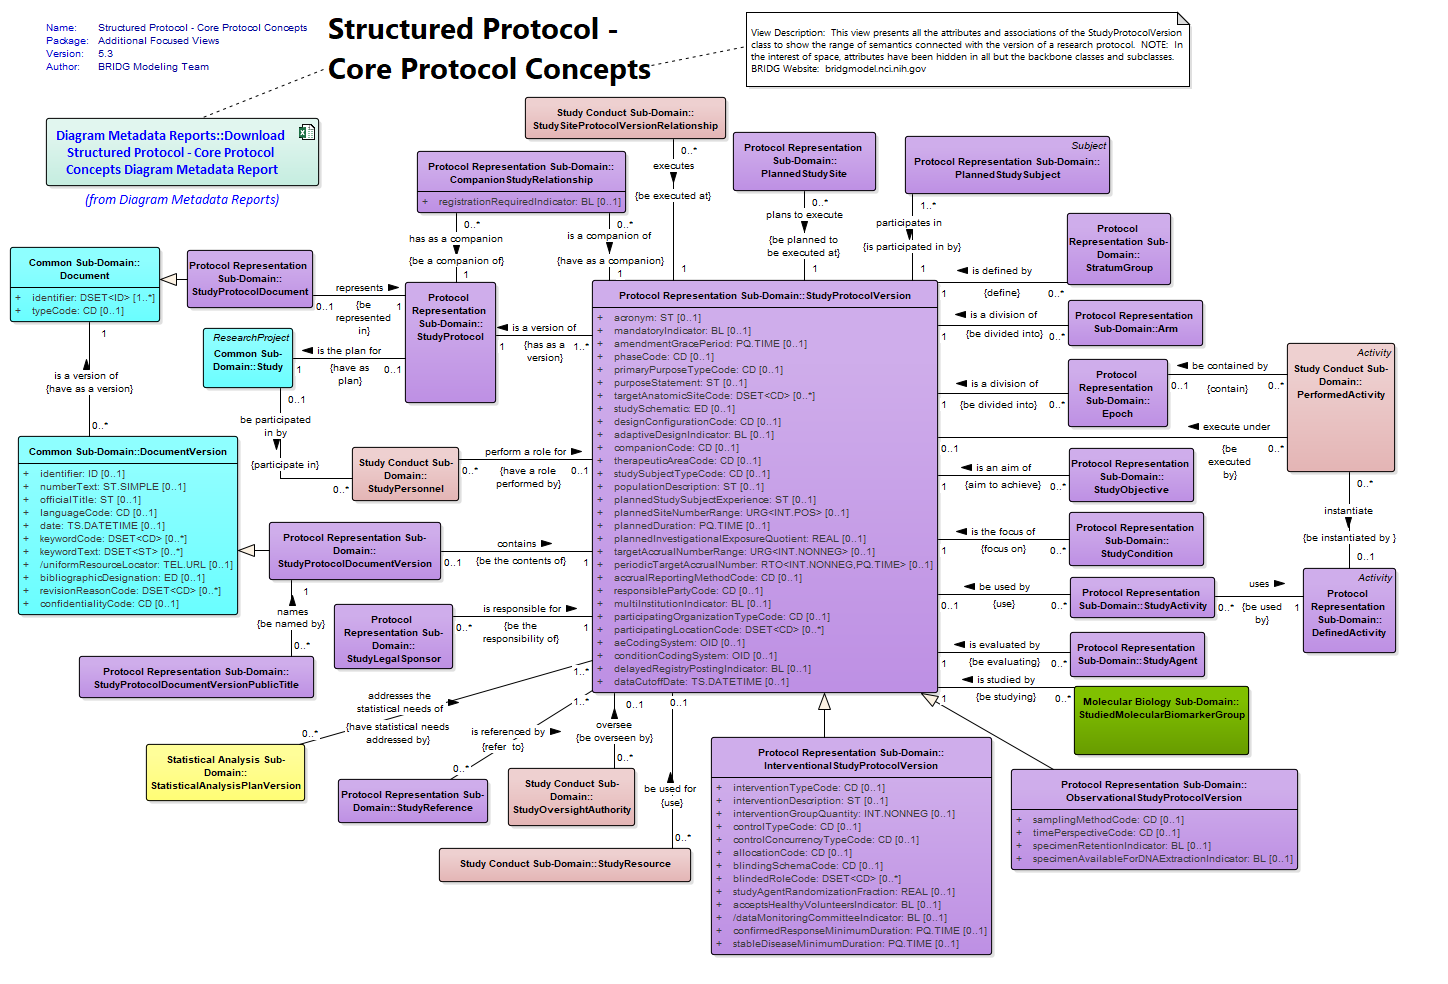 Name: Structured Protocol - Core Protocol Concepts
Package: Additional Focused Views
Version: 5.3
Author: BRIDG Modeling Team
Structured Protocol -
Core Protocol Concepts
View Description: This view presents all the attributes and associations of the StudyProtocolVersion
class to show the range of semantics connected with the version of a research protocol. NOTE: In
the interest of space, attributes have been hidden in all but the backbone classes and subclasses.
BRIDG Website: bridgmodel.nci.nih.gov
Diagram Metadata Reports::Download
Structured Protocol - Core Protocol
Concepts Diagram Metadata Report
(from Diagram Metadata Reports)
Study Conduct Sub-Domain::
StudySiteProtocolVersionRelationship
0..*
executes
{be executed at}
1
Protocol Representation Sub-Domain::
CompanionStudyRelationship
+ registrationRequiredIndicator: BL [0..1]
0..*
has as a companion
{be a companion of}
1
0..*
is a companion of
{have as a companion}
1
Protocol Representation
Sub-Domain::
PlannedStudySite
0..*
plans to execute
{be planned to
be executed at}
1
Subject
Protocol Representation Sub-Domain::
PlannedStudySubject
1..*
participates in
{is participated in by}
1
Protocol
Representation Sub-
Domain::
StratumGroup
is defined by
1 {define} 0..*
Common Sub-Domain::
Document
+ identifier: DSET<ID> [1..*]
+ typeCode: CD [0..1]
1
is a version of
{have as a version}
0..*
Protocol Representation
Sub-Domain::
StudyProtocolDocument
represents
0..1 {be
represented
in} 1
Protocol
Representation
Sub-Domain::
StudyProtocol
is a version of
1 {has as a
version} 1..*
ResearchProject
Common Sub-
Domain::Study
is the plan for
1 {have as
plan} 0..1
0..1
be participated
in by
{participate in}
0..*
Study Conduct Sub-
Domain::
StudyPersonnel
perform a role for
0..* {have a role
performed by} 0..1
Common Sub-Domain::DocumentVersion
+ identifier: ID [0..1]
+ numberText: ST.SIMPLE [0..1]
+ officialTitle: ST [0..1]
+ languageCode: CD [0..1]
+ date: TS.DATETIME [0..1]
+ keywordCode: DSET<CD> [0..*]
+ keywordText: DSET<ST> [0..*]
+ /uniformResourceLocator: TEL.URL [0..1]
+ bibliographicDesignation: ED [0..1]
+ revisionReasonCode: DSET<CD> [0..*]
+ confidentialityCode: CD [0..1]
Protocol Representation Sub-
Domain::
StudyProtocolDocumentVersion
contains
0..1 {be the contents of} 1
1
names
{be named by}
0..*
Protocol Representation Sub-Domain::
StudyProtocolDocumentVersionPublicTitle
Protocol
Representation Sub-
Domain::
StudyLegalSponsor
is responsible for
0..* {be the
responsibility of} 1
Protocol Representation Sub-Domain::StudyProtocolVersion
+ acronym: ST [0..1]
+ mandatoryIndicator: BL [0..1]
+ amendmentGracePeriod: PQ.TIME [0..1]
+ phaseCode: CD [0..1]
+ primaryPurposeTypeCode: CD [0..1]
+ purposeStatement: ST [0..1]
+ targetAnatomicSiteCode: DSET<CD> [0..*]
+ studySchematic: ED [0..1]
+ designConfigurationCode: CD [0..1]
+ adaptiveDesignIndicator: BL [0..1]
+ companionCode: CD [0..1]
+ therapeuticAreaCode: CD [0..1]
+ studySubjectTypeCode: CD [0..1]
+ populationDescription: ST [0..1]
+ plannedStudySubjectExperience: ST [0..1]
+ plannedSiteNumberRange: URG<INT.POS> [0..1]
+ plannedDuration: PQ.TIME [0..1]
+ plannedInvestigationalExposureQuotient: REAL [0..1]
+ targetAccrualNumberRange: URG<INT.NONNEG> [0..1]
+ periodicTargetAccrualNumber: RTO<INT.NONNEG,PQ.TIME> [0..1]
+ accrualReportingMethodCode: CD [0..1]
+ responsiblePartyCode: CD [0..1]
+ multiInstitutionIndicator: BL [0..1]
+ participatingOrganizationTypeCode: CD [0..1]
+ participatingLocationCode: DSET<CD> [0..*]
+ aeCodingSystem: OID [0..1]
+ conditionCodingSystem: OID [0..1]
+ delayedRegistryPostingIndicator: BL [0..1]
+ dataCutoffDate: TS.DATETIME [0..1]
Protocol Representation
Sub-Domain::Arm
is a division of
1 {be divided into} 0..*
Protocol
Representation
Sub-Domain::
Epoch
is a division of
1 {be divided into} 0..*
be contained by
0..1 {contain} 0..*
Activity
Study Conduct Sub-
Domain::
PerformedActivity
execute under
0..1 {be
executed
by} 0..*
0..*
instantiate
{be instantiated by }
0..1
Protocol Representation
Sub-Domain::
StudyObjective
is an aim of
1 {aim to achieve} 0..*
Protocol Representation
Sub-Domain::
StudyCondition
is the focus of
1 {focus on} 0..*
Protocol Representation
Sub-Domain::StudyActivity
be used by
0..1 {use} 0..*
uses
0..* {be used
by} 1
Activity
Protocol
Representation
Sub-Domain::
DefinedActivity
Protocol Representation
Sub-Domain::StudyAgent
is evaluated by
1 {be evaluating} 0..*
is studied by
1 {be studying} 0..*
Molecular Biology Sub-Domain::
StudiedMolecularBiomarkerGroup
1..*
addresses the
statistical needs of
{have statistical needs
addressed by}
0..*
Statistical Analysis Sub-
Domain::
StatisticalAnalysisPlanVersion
1..*
is referenced by
{refer to}
0..*
Protocol Representation Sub-
Domain::StudyReference
0..1
oversee
{be overseen by}
0..*
Study Conduct Sub-
Domain::
StudyOversightAuthority
0..1
be used for
{use}
0..*
Study Conduct Sub-Domain::StudyResource
Protocol Representation Sub-Domain::
InterventionalStudyProtocolVersion
+ interventionTypeCode: CD [0..1]
+ interventionDescription: ST [0..1]
+ interventionGroupQuantity: INT.NONNEG [0..1]
+ controlTypeCode: CD [0..1]
+ controlConcurrencyTypeCode: CD [0..1]
+ allocationCode: CD [0..1]
+ blindingSchemaCode: CD [0..1]
+ blindedRoleCode: DSET<CD> [0..*]
+ studyAgentRandomizationFraction: REAL [0..1]
+ acceptsHealthyVolunteersIndicator: BL [0..1]
+ /dataMonitoringCommitteeIndicator: BL [0..1]
+ confirmedResponseMinimumDuration: PQ.TIME [0..1]
+ stableDiseaseMinimumDuration: PQ.TIME [0..1]
Protocol Representation Sub-Domain::
ObservationalStudyProtocolVersion
+ samplingMethodCode: CD [0..1]
+ timePerspectiveCode: CD [0..1]
+ specimenRetentionIndicator: BL [0..1]
+ specimenAvailableForDNAExtractionIndicator: BL [0..1]